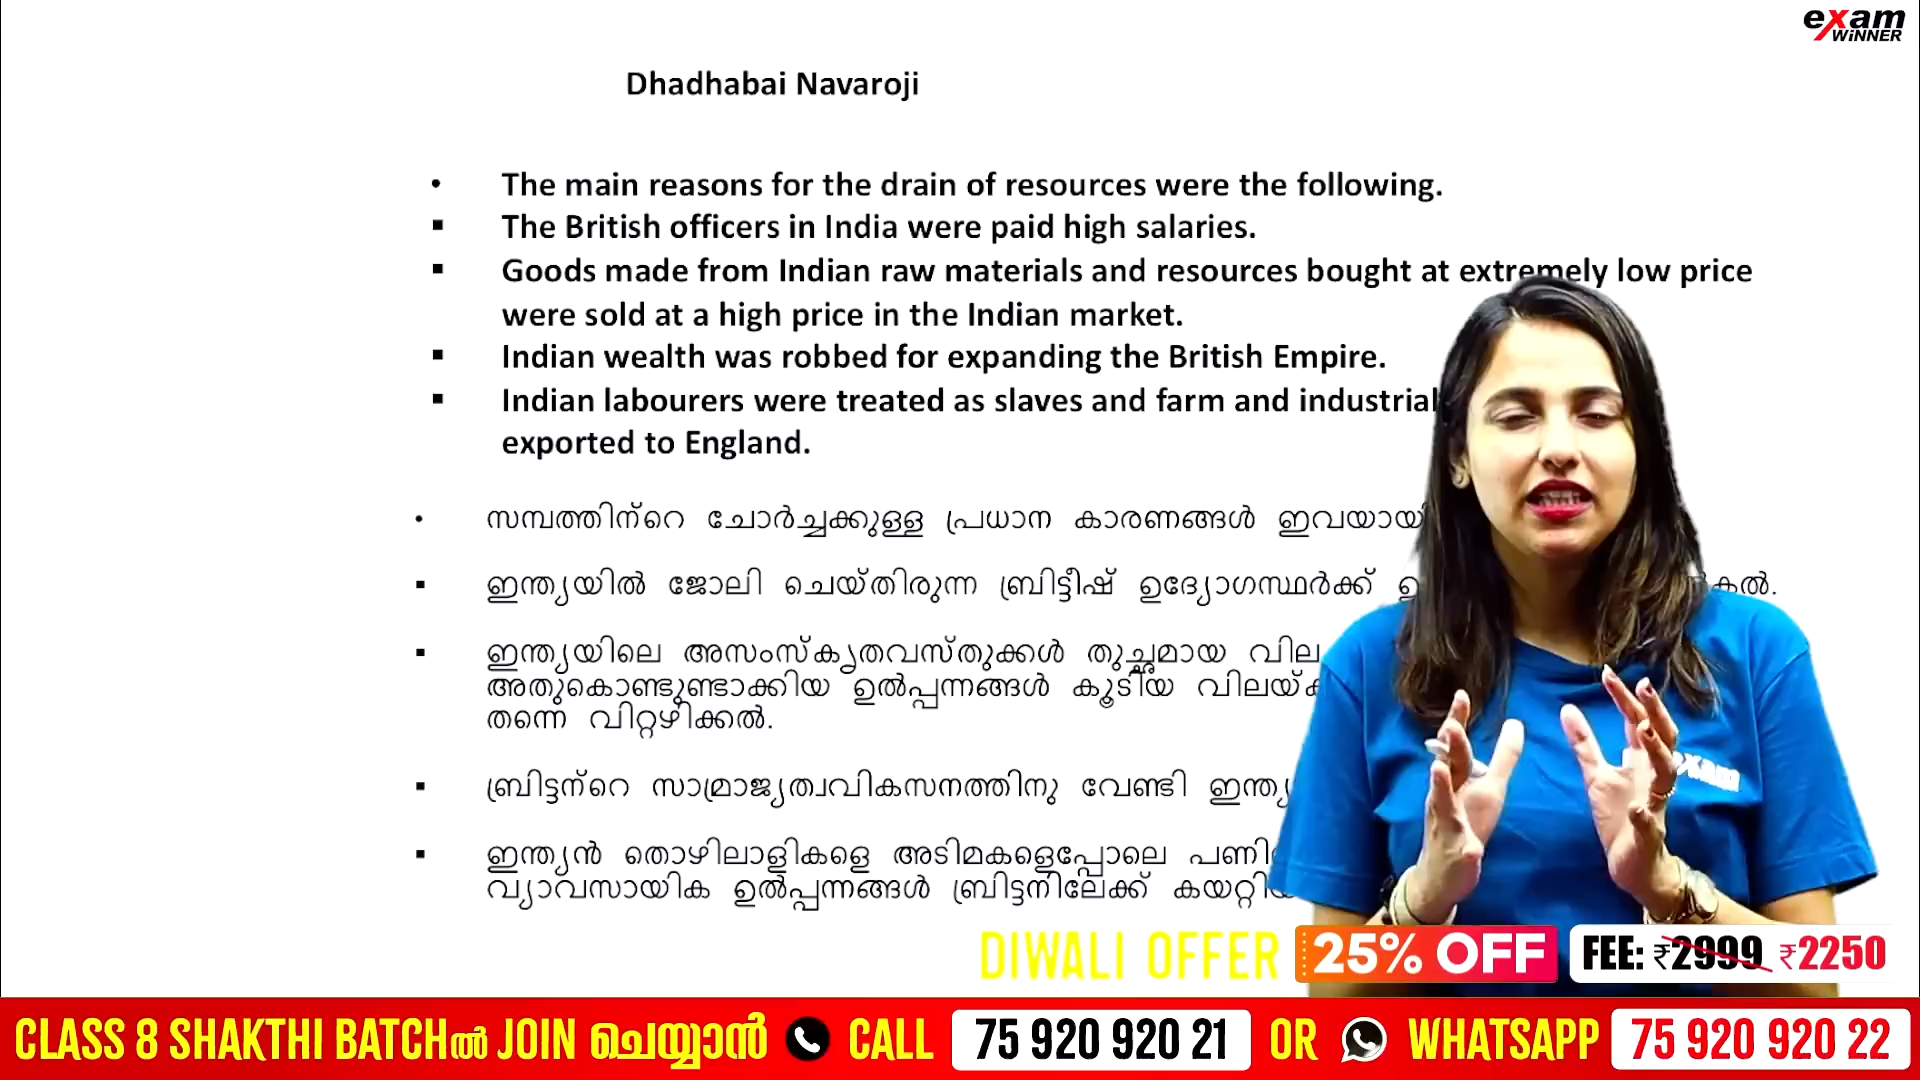 exam
WiNNER
Dhadhabai Navaroji
• The main reasons for the drain of resources were the following.
▪ The British officers in India were paid high salaries.
▪ Goods made from Indian raw materials and resources bought at extremely low price
were sold at a high price in the Indian market.
▪ Indian wealth was robbed for expanding the British Empire.
▪ Indian labourers were treated as slaves and farm and industrial
exported to England.
• സമ്പത്തിന്റെ ചോർച്ചക്കുള്ള പ്രധാന കാരണങ്ങൾ
▪ ഇന്ത്യയിൽ ജോലി ചെയ്തിരുന്ന ബ്രിട്ടീഷ് ഉദ്യോഗസ്ഥർക്ക്
▪ ഇന്ത്യയിലെ അസംസ്കൃതവസ്തുക്കൾ തുച്ഛമായ
അതുകൊണ്ടുണ്ടാക്കിയ ഉൽപ്പന്നങ്ങൾ കൂടിയ
തന്നെ വിറ്റഴിക്കൽ.
▪ ബ്രിട്ടന്റെ സാമ്രാജ്യത്വവികസനത്തിനു വേണ്ടി
▪ ഇന്ത്യൻ തൊഴിലാളികളെ അടിമകളെപ്പോലെ
വ്യാവസായിക ഉൽപ്പന്നങ്ങൾ ബ്രിട്ടനിലേക്ക്
exam
DIWALI OFFER 25% OFF FEE: ₹2999 ₹2250
CLASS 8 SHAKTHI BATCHൽ JOIN ചെയ്യാൻ CALL 75 920 920 21 OR WHATSAPP 75 920 920 22